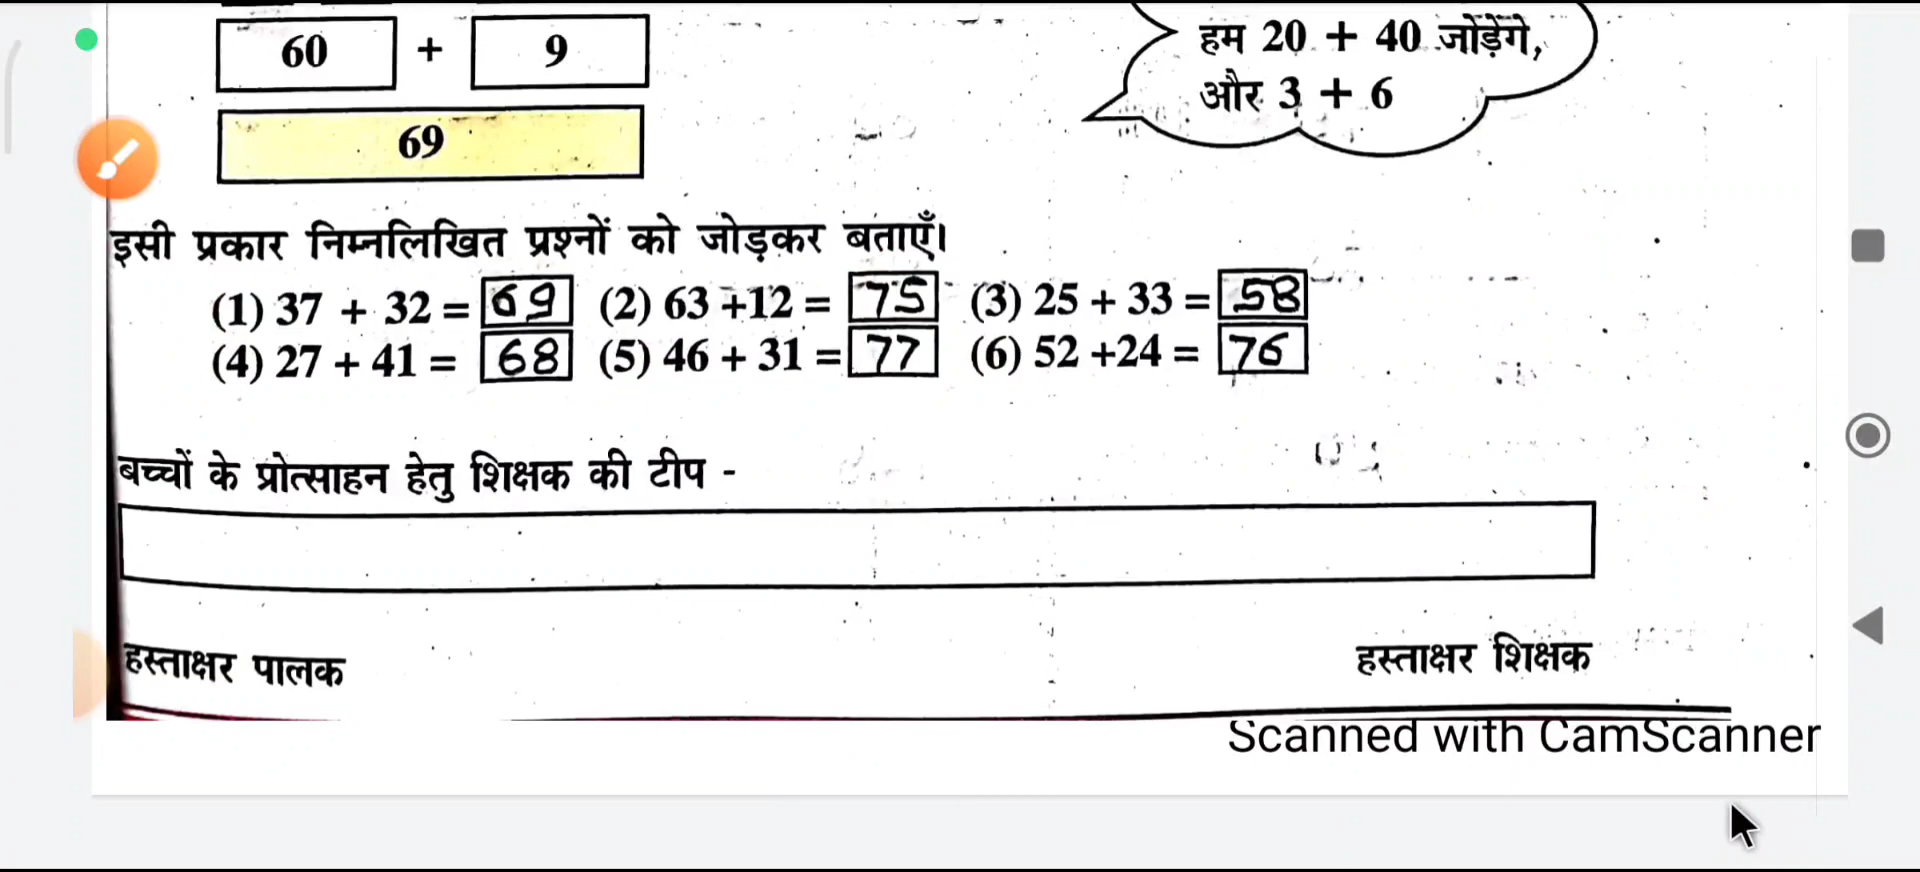 60 + 9
69
हम 20 + 40 जोड़ेंगे,
और 3 + 6
इसी प्रकार निम्नलिखित प्रश्नों को जोड़कर बताएँ।
(1) 37 + 32 = 69 (2) 63 +12 = 75 (3) 25 + 33 = 58
(4) 27 + 41 = 68 (5) 46 + 31 = 77 (6) 52 +24 = 76
बच्चों के प्रोत्साहन हेतु शिक्षक की टीप -
हस्ताक्षर पालक हस्ताक्षर शिक्षक
Scanned with CamScanner